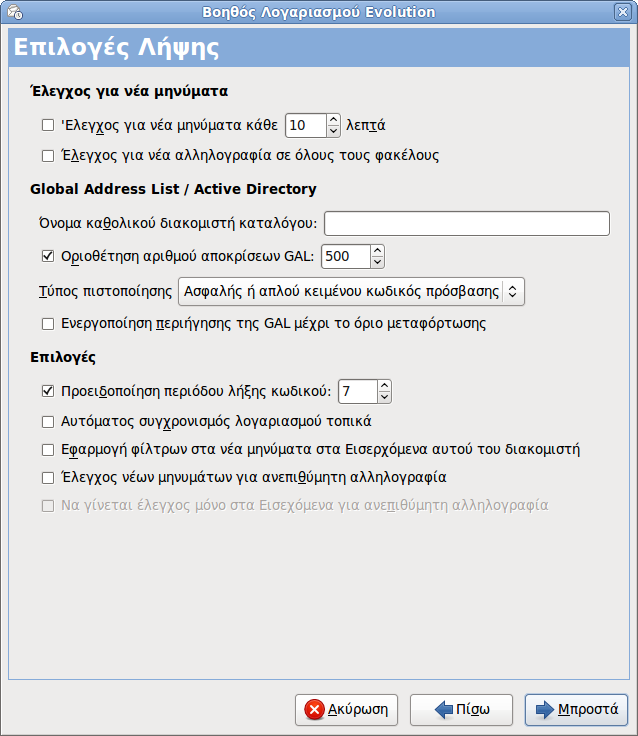 Βοηθός Λογαριασμού Evolution
Επιλογές Λήψης
Έλεγχος για νέα μηνύματα
'Ελεγχος για νέα μηνύματα κάθε 10 λεπτά
Έλεγχος για νέα αλληλογραφία σε όλους τους φακέλους
Global Address List / Active Directory
Όνομα καθολικού διακομιστή καταλόγου:
Οριοθέτηση αριθμού αποκρίσεων GAL: 500
Τύπος πιστοποίησης Ασφαλής ή απλού κειμένου κωδικός πρόσβασης
Ενεργοποίηση περιήγησης της GAL μέχρι το όριο μεταφόρτωσης
Επιλογές
Προειδοποίηση περιόδου λήξης κωδικού: 7
Αυτόματος συγχρονισμός λογαριασμού τοπικά
Εφαρμογή φίλτρων στα νέα μηνύματα στα Εισερχόμενα αυτού του διακομιστή
Έλεγχος νέων μηνυμάτων για ανεπιθύμητη αλληλογραφία
Να γίνεται έλεγχος μόνο στα Εισεχόμενα για ανεπιθύμητη αλληλογραφία
Ακύρωση Πίσω Μπροστά